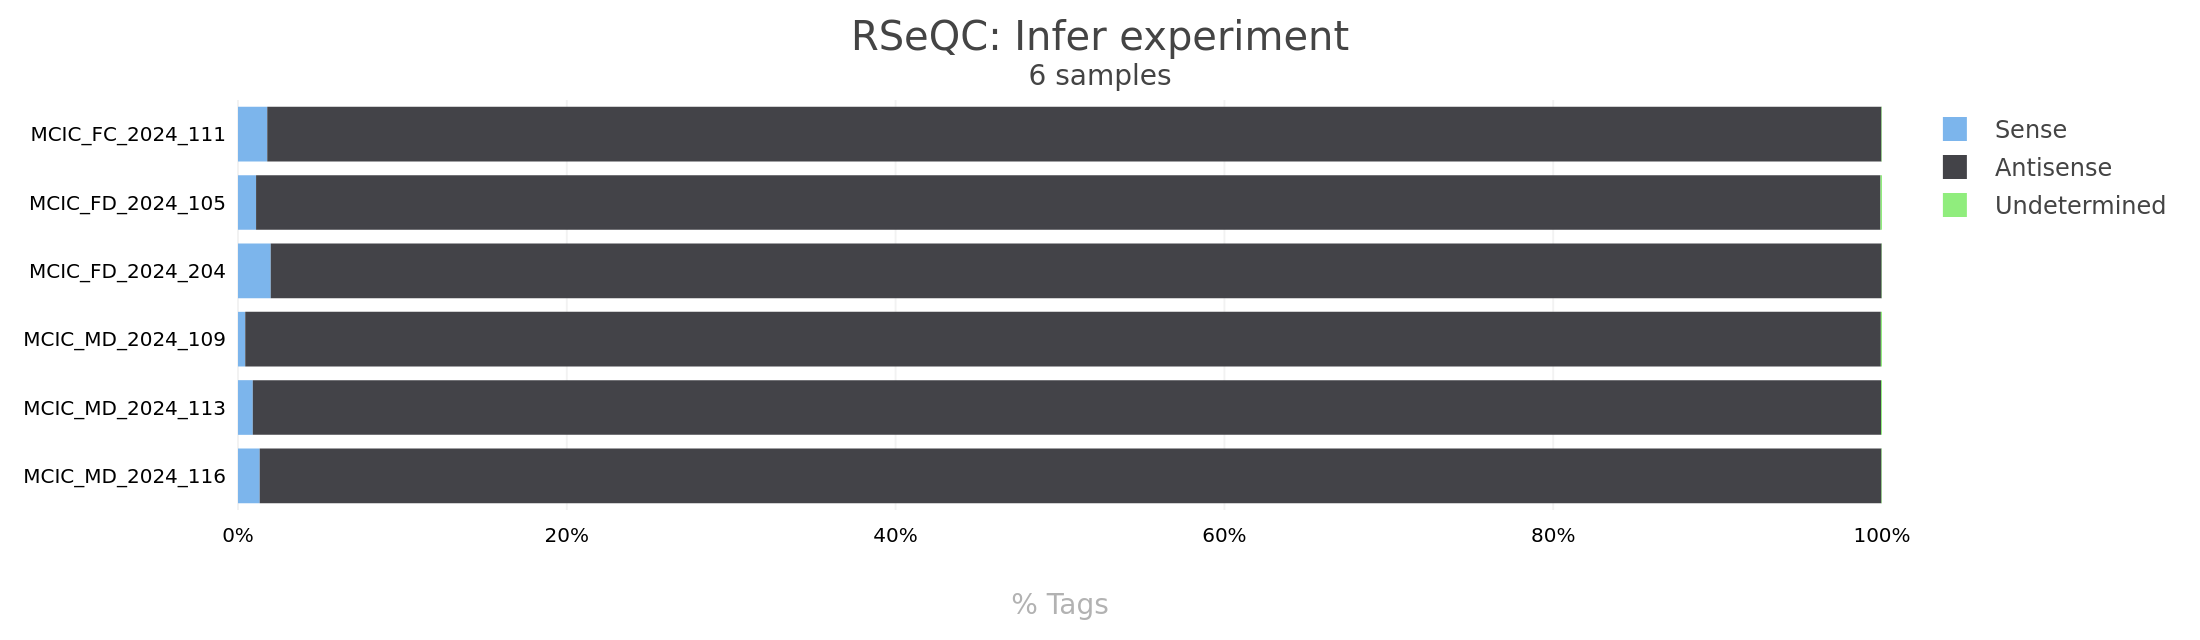 RSeQC: Infer experiment
6 samples
MCIC_FC_2024_111
MCIC_FD_2024_105
MCIC_FD_2024_204
MCIC_MD_2024_109
MCIC_MD_2024_113
MCIC_MD_2024_116
0% 20% 40% 60% 80% 100%
% Tags
Sense
Antisense
Undetermined